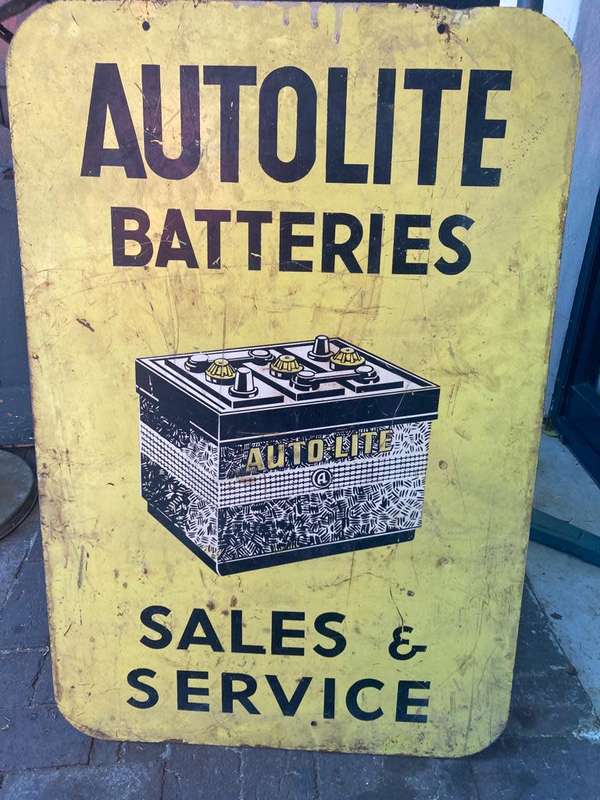 AUTOLITE
BATTERIES
AUTO-LITE
SALES &
SERVICE